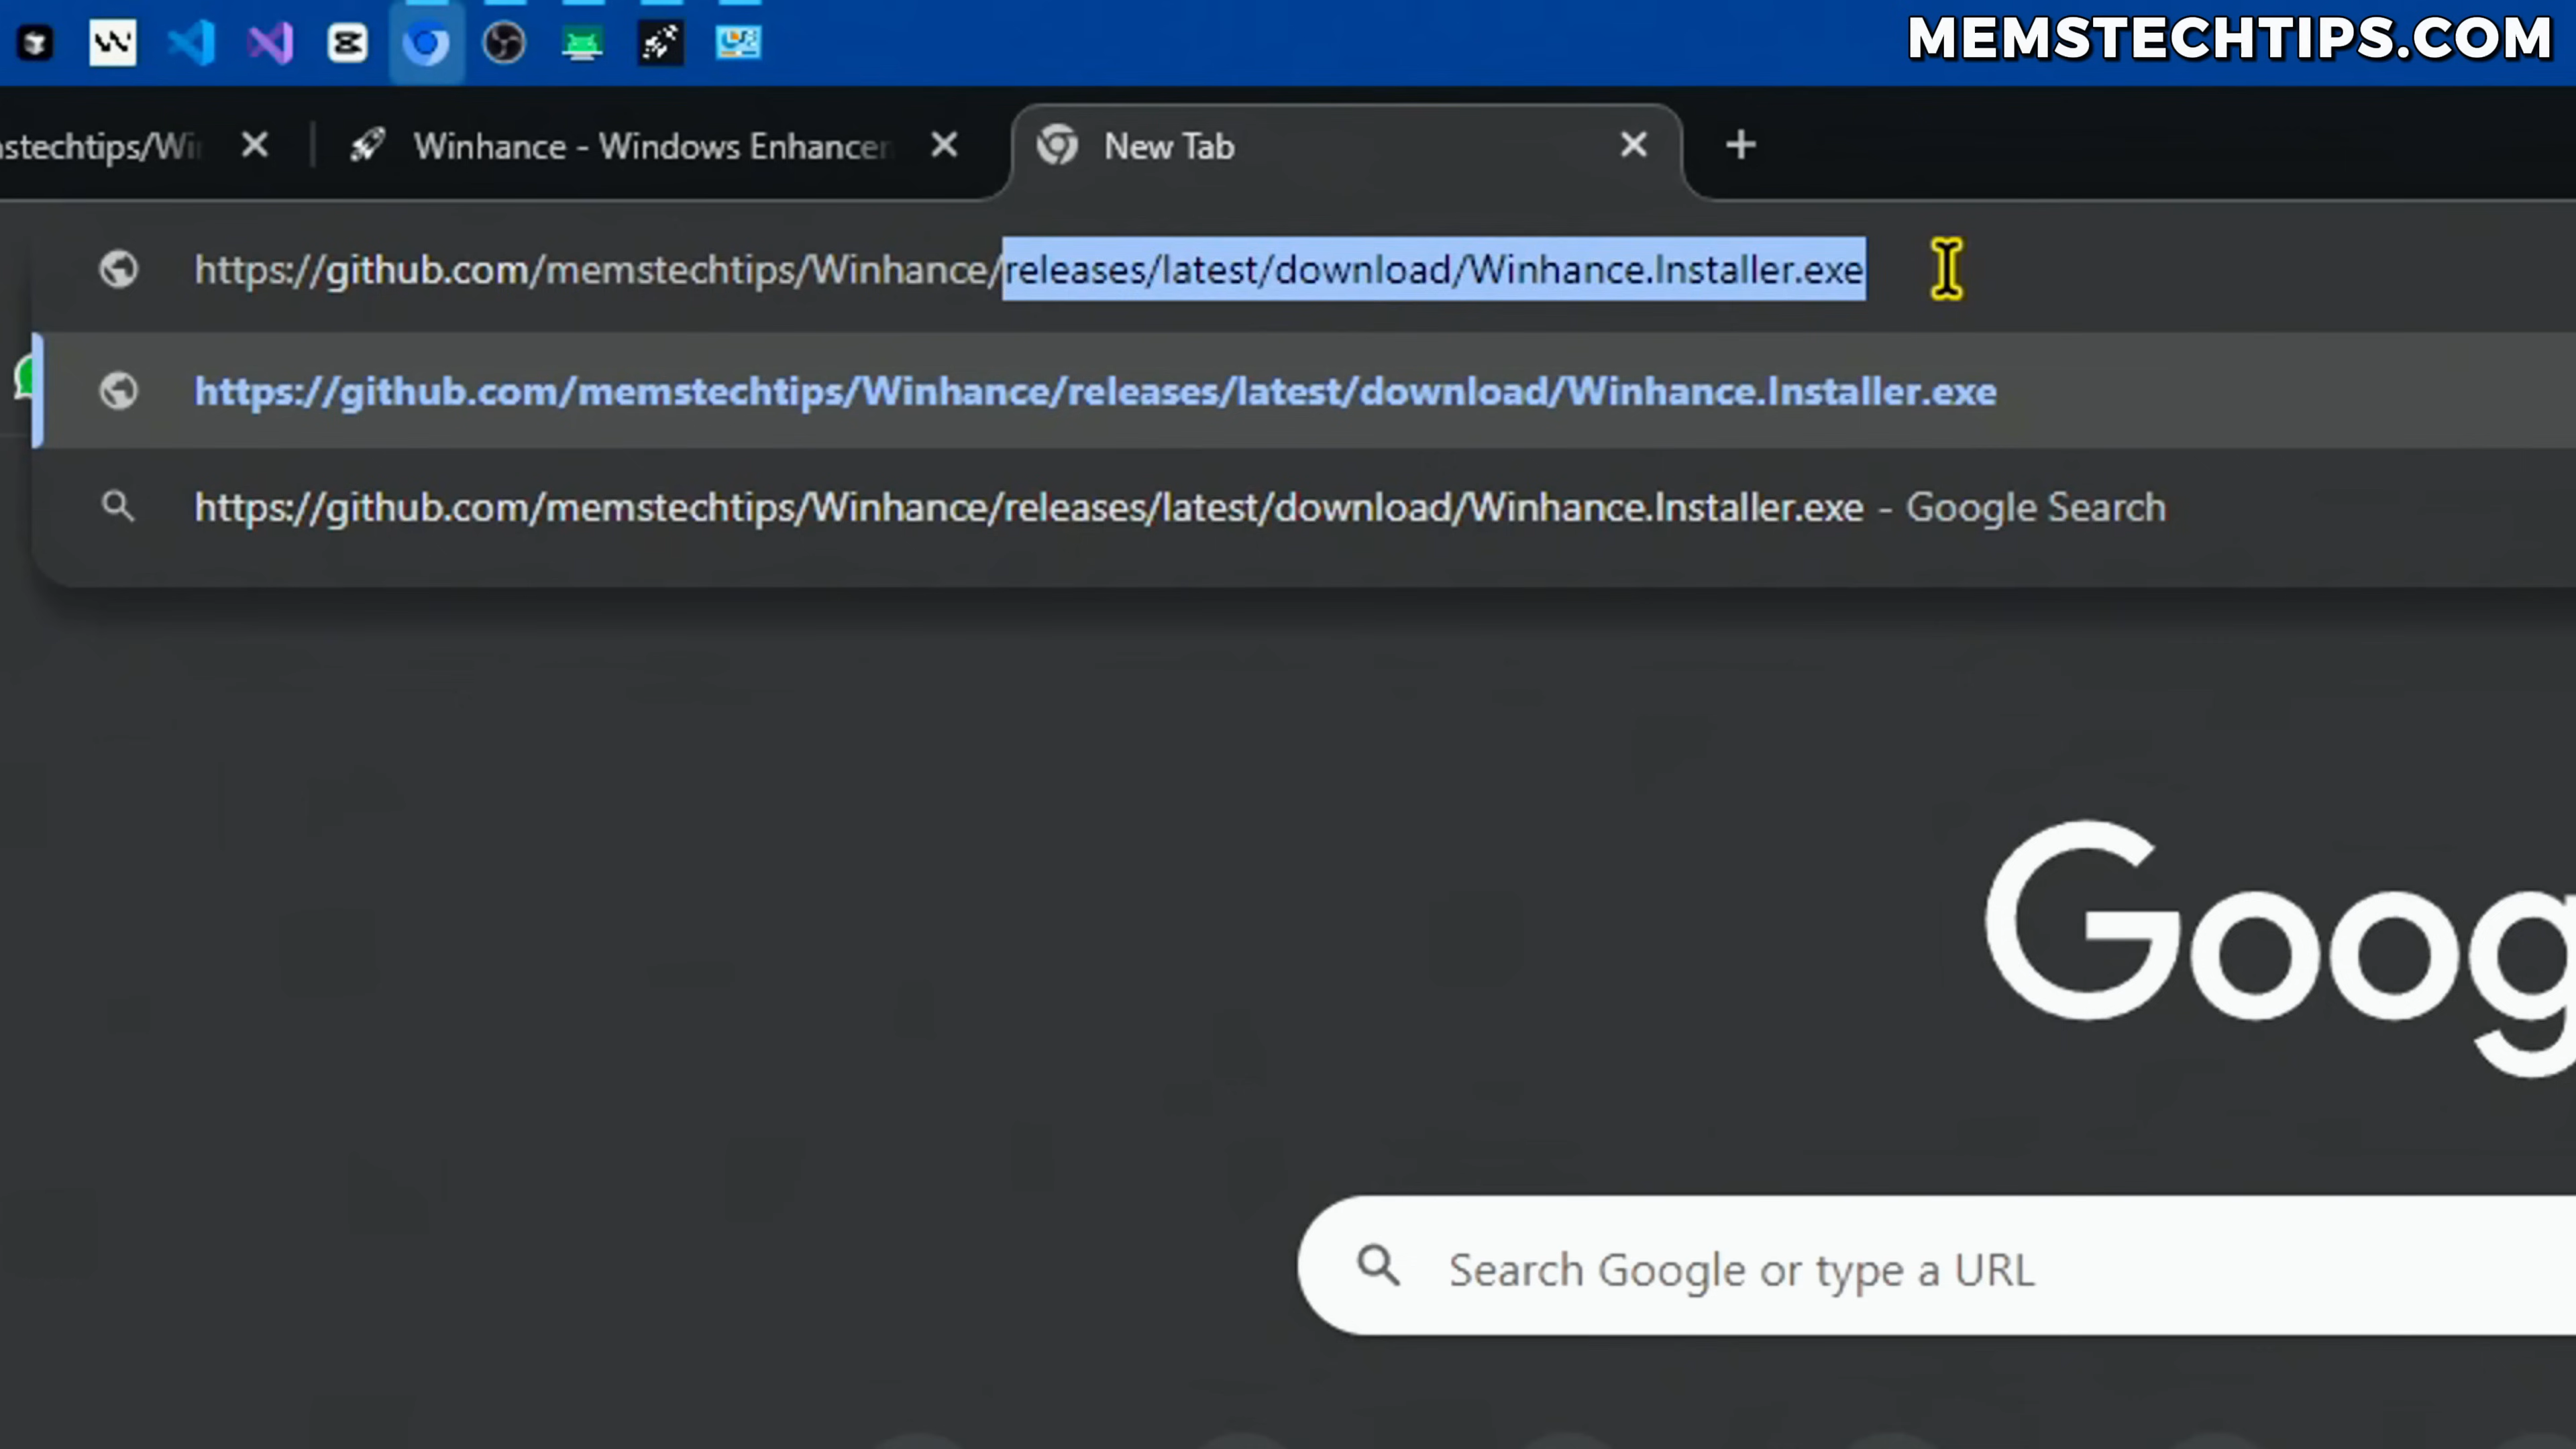 MEMSTECHTIPS.COM
stechtips/Wi
Winhance - Windows Enhancen
New Tab
https://github.com/memstechtips/Winhance/releases/latest/download/Winhance.Installer.exe
https://github.com/memstechtips/Winhance/releases/latest/download/Winhance.Installer.exe
https://github.com/memstechtips/Winhance/releases/latest/download/Winhance.Installer.exe - Google Search
Goog
Search Google or type a URL